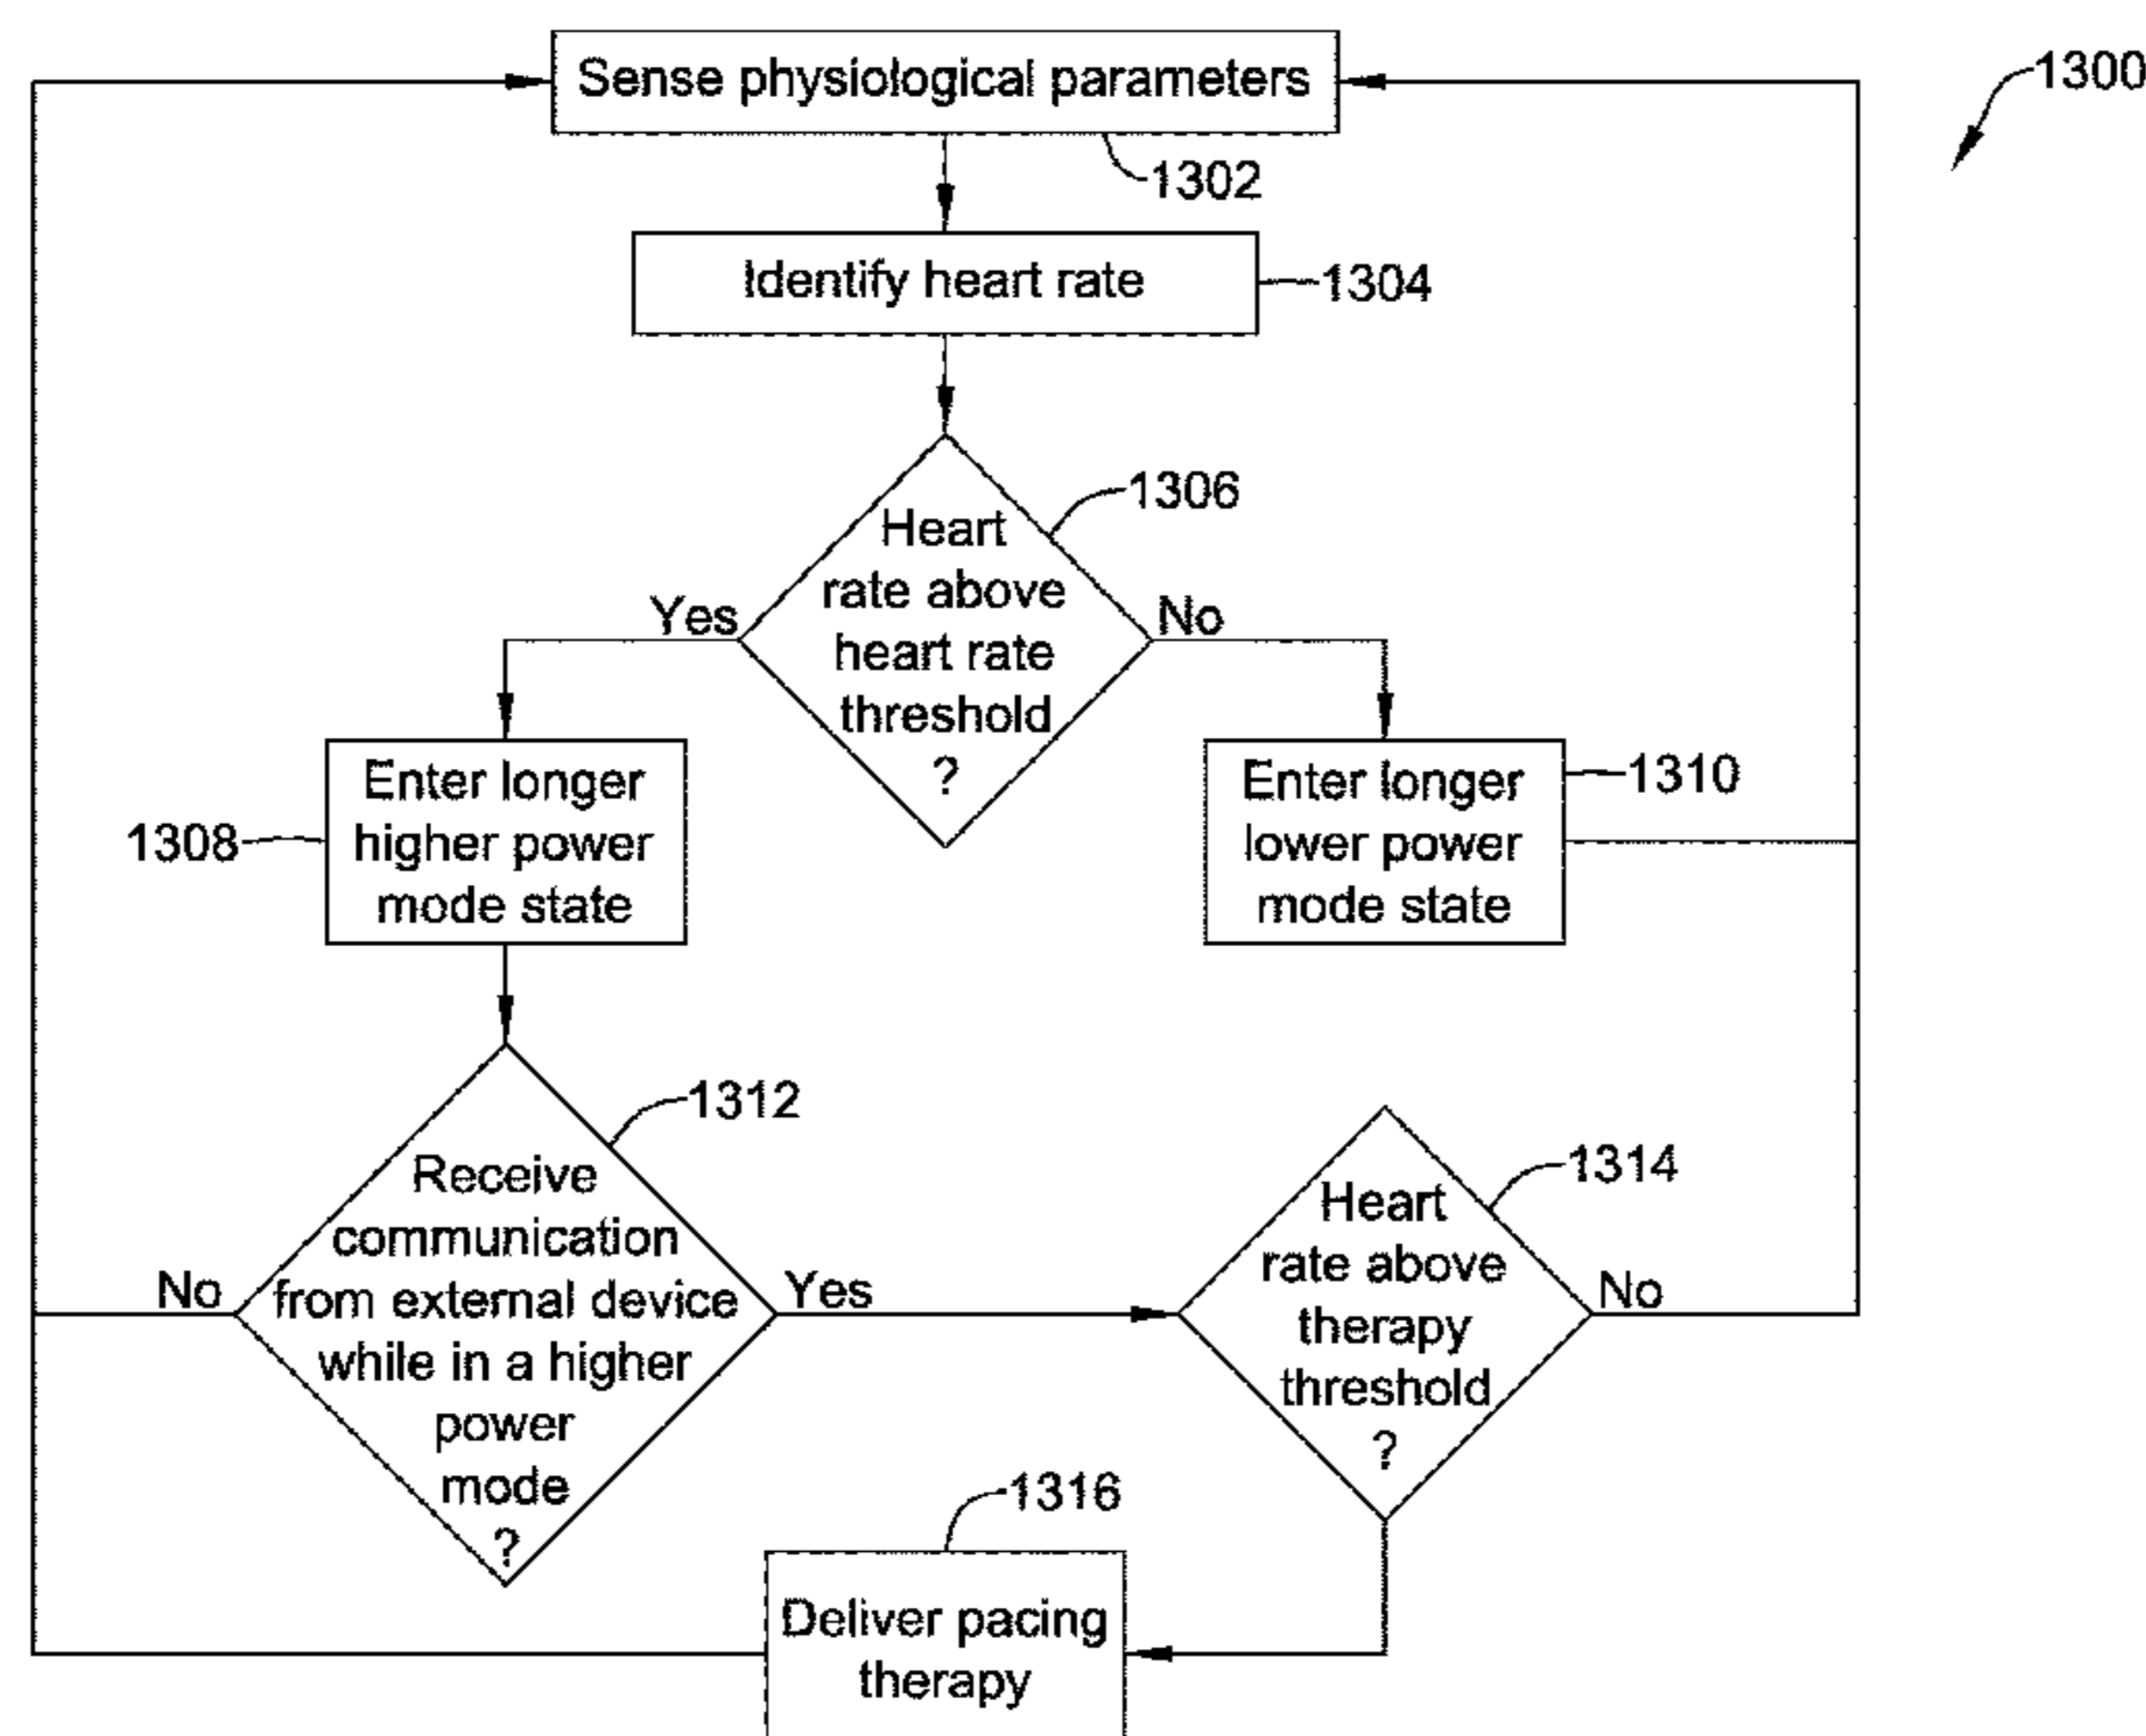 Sense physiological parameters
1300
1302
Identify heart rate
1304
1306
Heart
rate above
heart rate
threshold
?
Yes
No
Enter longer
higher power
mode state
1308
Enter longer
lower power
mode state
1310
1312
Receive
communication
from external device
while in a higher
power
mode
?
No
Yes
1314
Heart
rate above
therapy
threshold
?
No
1316
Deliver pacing
therapy